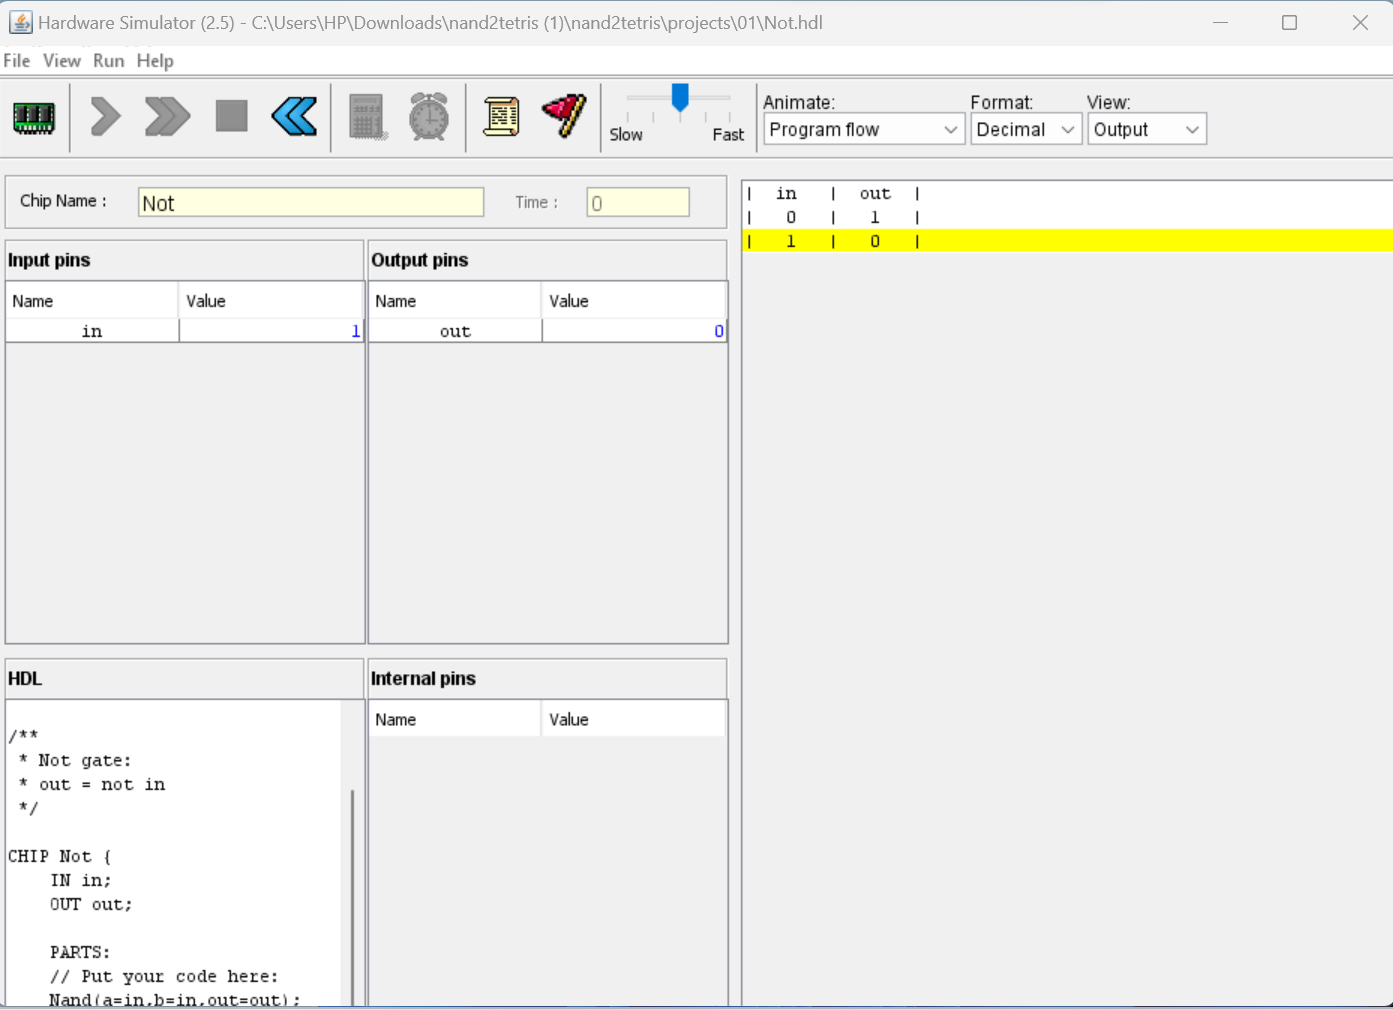 Hardware Simulator (2.5) - C:\Users\HP\Downloads\nand2tetris (1)\nand2tetris\projects\01\Not.hdl
File View Run Help
Slow Fast
Animate: Format: View:
Program flow Decimal Output
Chip Name : Not Time : 0
Input pins
Name Value
in 1
Output pins
Name Value
out 0
HDL
/**
* Not gate:
* out = not in
*/
CHIP Not {
IN in;
OUT out;
PARTS:
// Put your code here:
Nand(a=in,b=in,out=out);
Internal pins
Name Value
| in | out |
| 0 | 1 |
| 1 | 0 |